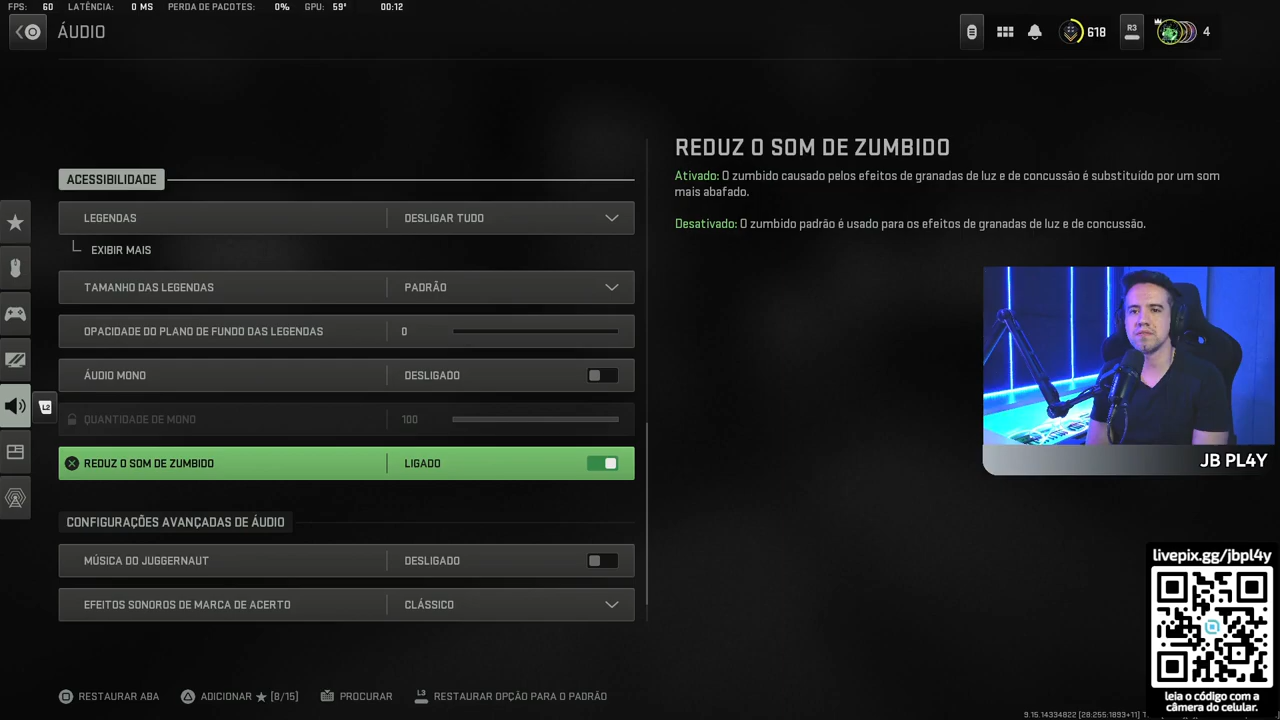 FPS: 60 LATÊNCIA: 0 MS PERDA DE PACOTES: 0% GPU: 59° 00:12
ÁUDIO
618
R3
4
ACESSIBILIDADE
LEGENDAS DESLIGAR TUDO
EXIBIR MAIS
TAMANHO DAS LEGENDAS PADRÃO
OPACIDADE DO PLANO DE FUNDO DAS LEGENDAS 0
ÁUDIO MONO DESLIGADO
L2
QUANTIDADE DE MONO 100
REDUZ O SOM DE ZUMBIDO LIGADO
CONFIGURAÇÕES AVANÇADAS DE ÁUDIO
MÚSICA DO JUGGERNAUT DESLIGADO
EFEITOS SONOROS DE MARCA DE ACERTO CLÁSSICO
REDUZ O SOM DE ZUMBIDO
Ativado: O zumbido causado pelos efeitos de granadas de luz e de concussão é substituído por um som
mais abafado.
Desativado: O zumbido padrão é usado para os efeitos de granadas de luz e de concussão.
JB PL4Y
livepix.gg/jbpl4y
leia o código com a
câmera do celular.
RESTAURAR ABA ADICIONAR ★ [8/15] PROCURAR L3 RESTAURAR OPÇÃO PARA O PADRÃO